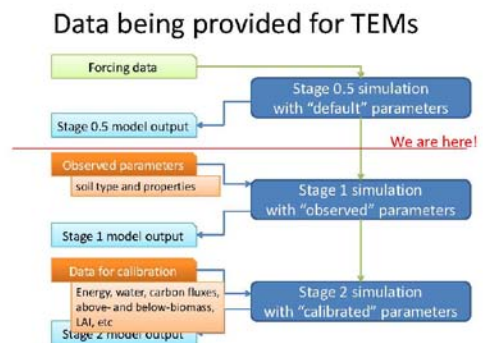 Data being provided for TEMs
Forcing data
Stage 0.5 simulation
with “default” parameters
Stage 0.5 model output
We are here!
Observed parameters
soil type and properties
Stage 1 simulation
with “observed” parameters
Stage 1 model output
Data for calibration
Energy, water, carbon fluxes,
above- and below-biomass,
LAI, etc
Stage 2 simulation
with “calibrated” parameters
Stage 2 model output